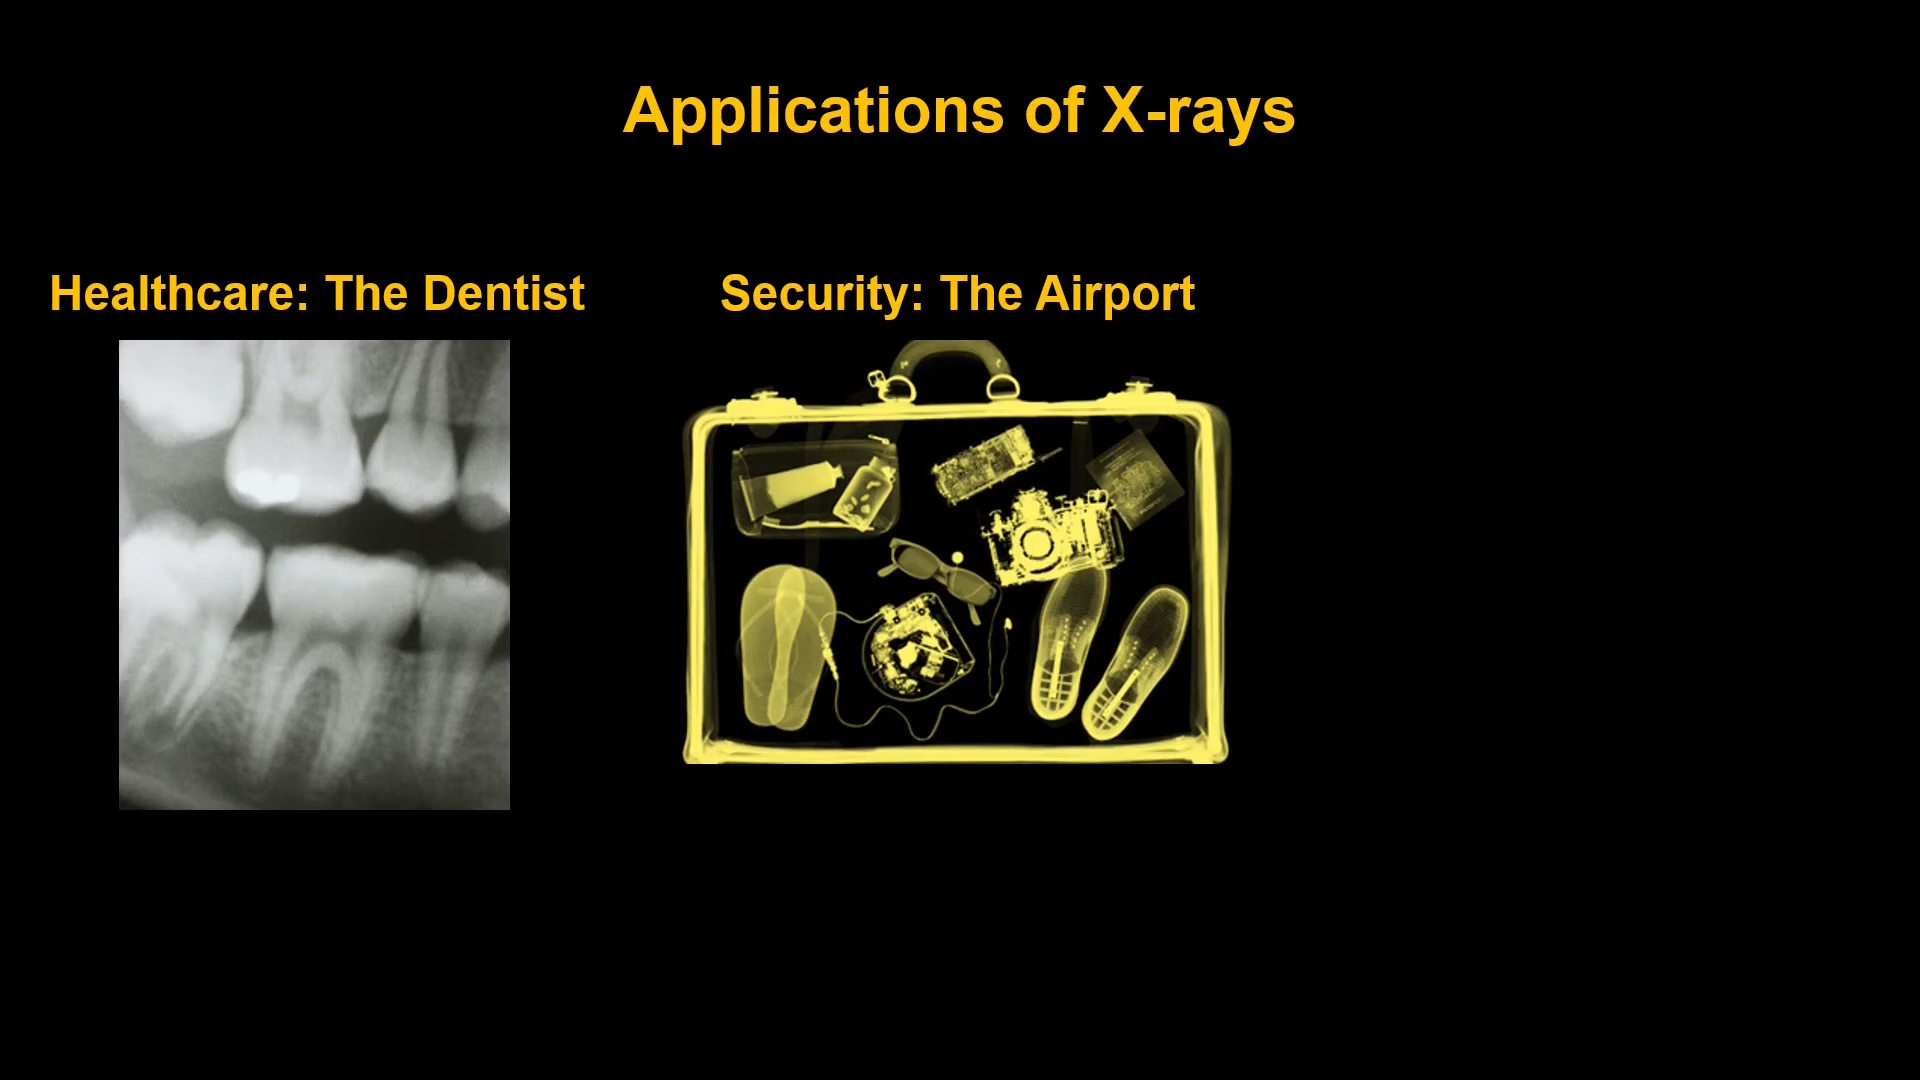 Applications of X-rays
Healthcare: The Dentist
Security: The Airport